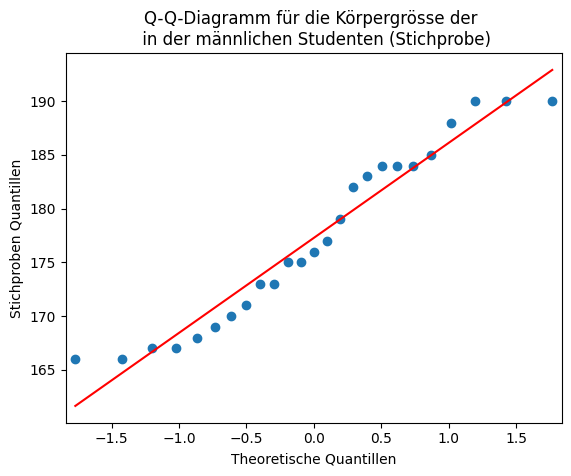 Q-Q-Diagramm für die Körpergrösse der
in der männlichen Studenten (Stichprobe)
Stichproben Quantillen
190
185
180
175
170
165
−1.5 −1.0 −0.5 0.0 0.5 1.0 1.5
Theoretische Quantillen